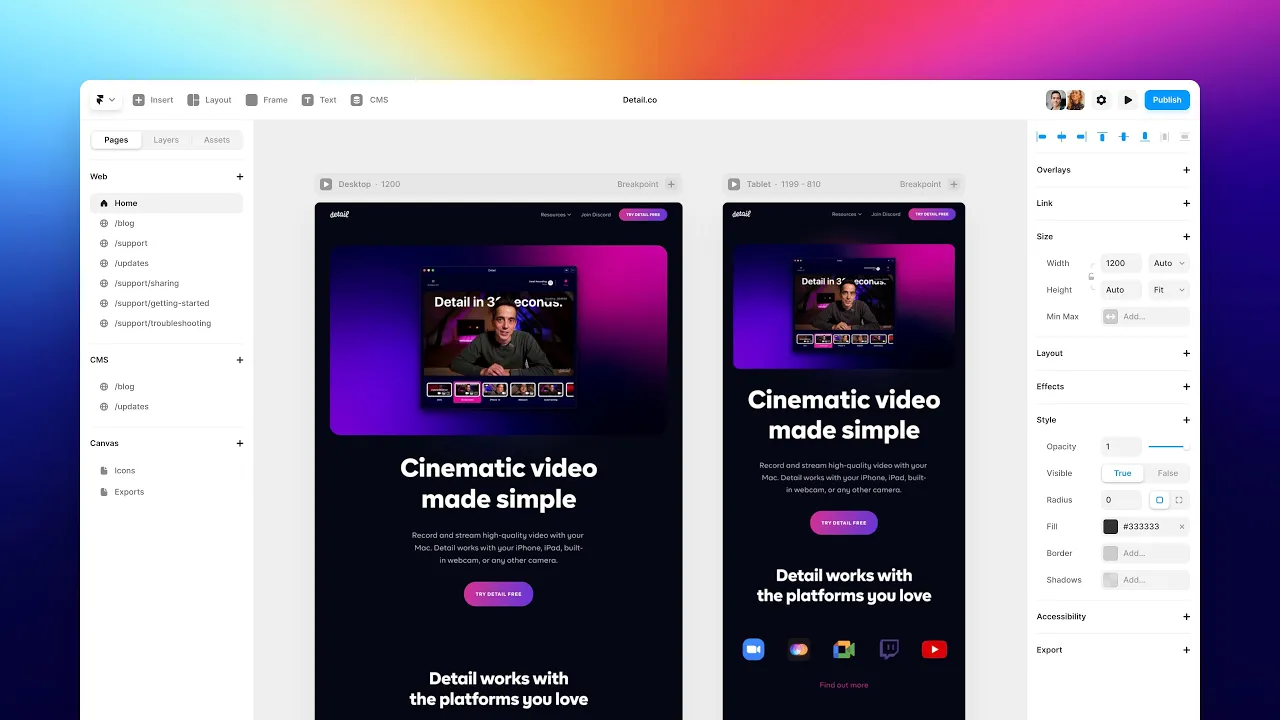 Insert
Layout
Frame
Text
CMS
Detail.co
Publish
Pages
Layers
Assets
Web
Home
/blog
/support
/updates
/support/sharing
/support/getting-started
/support/troubleshooting
CMS
/blog
/updates
Canvas
Icons
Exports
Desktop · 1200
Breakpoint
detail
Resources
Join Discord
TRY DETAIL FREE
Detail
Detail in 3 econds.
Cinematic video
made simple
Record and stream high-quality video with your
Mac. Detail works with your iPhone, iPad, built-
in webcam, or any other camera.
TRY DETAIL FREE
Detail works with
the platforms you love
Tablet · 1199 - 810
Breakpoint
detail
Resources
Join Discord
TRY DETAIL FREE
Detail in 3 econds.
Cinematic video
made simple
Record and stream high-quality video with your
Mac. Detail works with your iPhone, iPad, built-
in webcam, or any other camera.
TRY DETAIL FREE
Detail works with
the platforms you love
Find out more
Overlays
Link
Size
Width 1200 Auto
Height Auto Fit
Min Max Add...
Layout
Effects
Style
Opacity 1
Visible True False
Radius 0
Fill #333333
Border Add...
Shadows Add...
Accessibility
Export